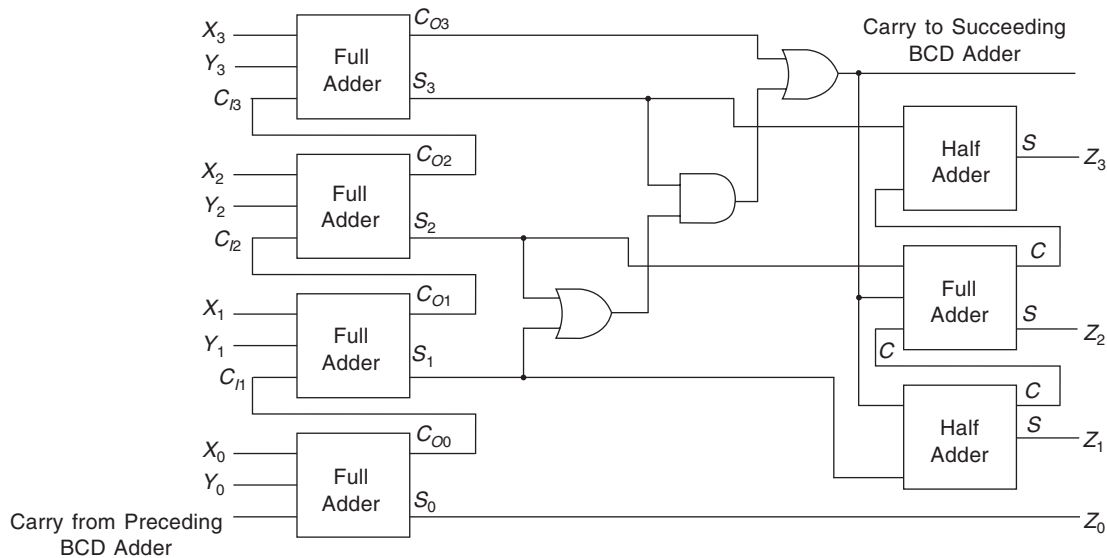 X3
Y3
CI3
Full
Adder
CO3
S3
Carry to Succeeding
BCD Adder
X2
Y2
CI2
Full
Adder
CO2
S2
Half
Adder
S
Z3
X1
Y1
CI1
Full
Adder
CO1
S1
C
Full
Adder
C
S
Z2
X0
Y0
Carry from Preceding
BCD Adder
Full
Adder
CO0
S0
Half
Adder
C
S
Z1
Z0